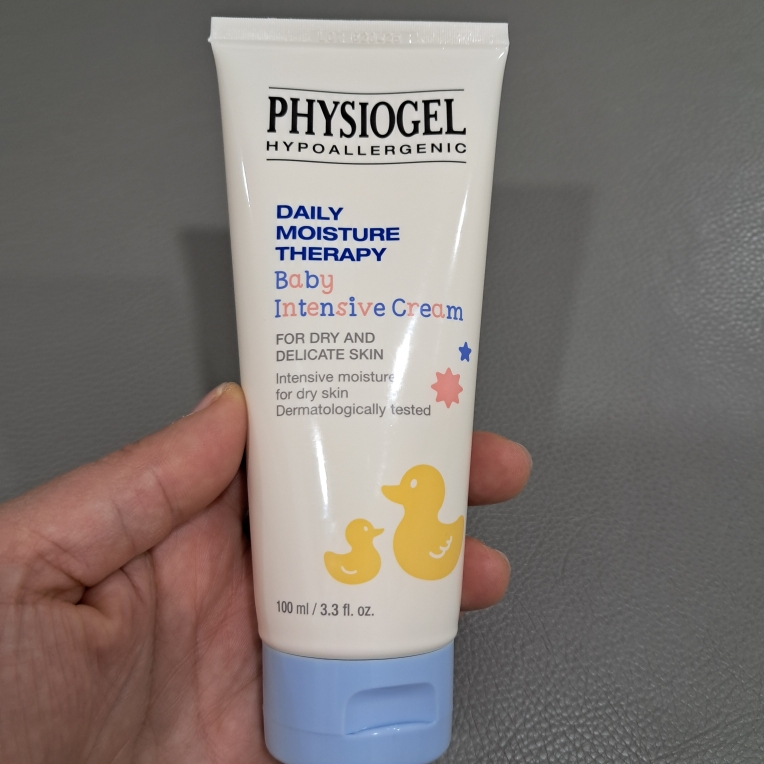 PHYSIOGEL
HYPOALLERGENIC
DAILY
MOISTURE
THERAPY
Baby
Intensive Cream
FOR DRY AND
DELICATE SKIN
Intensive moisture
for dry skin
Dermatologically tested
100 ml / 3.3 fl. oz.